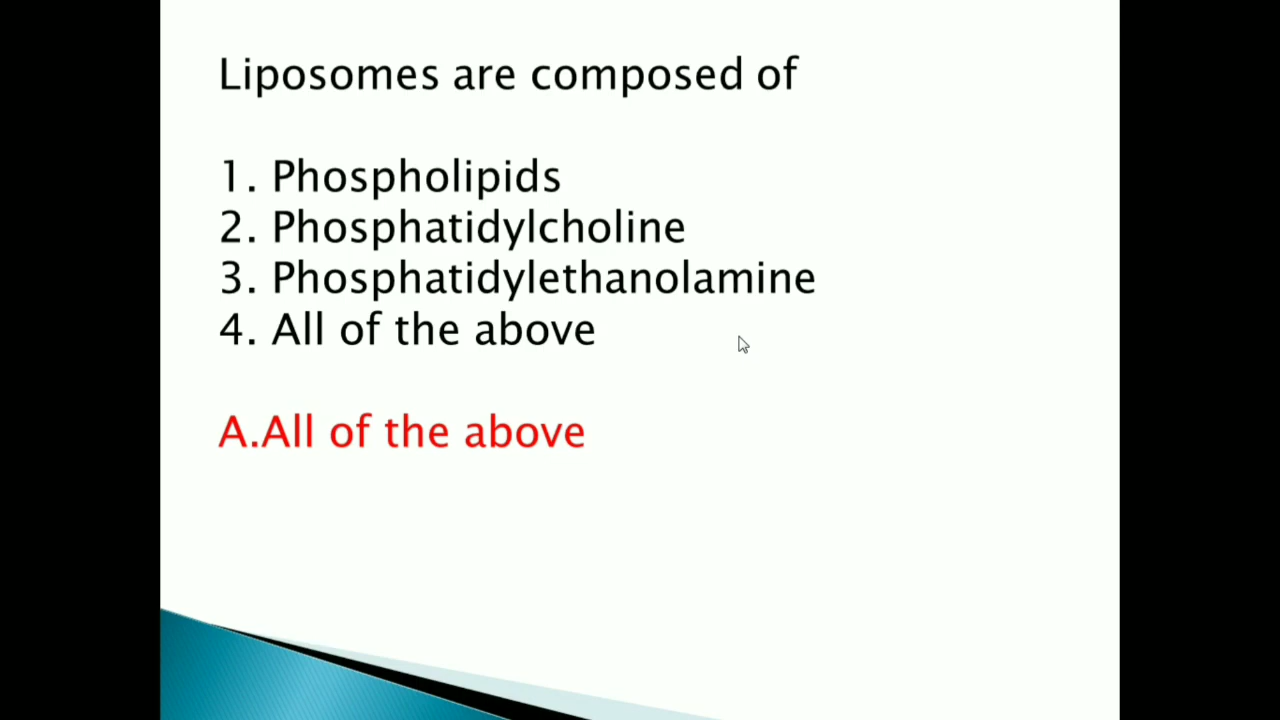 Liposomes are composed of
1. Phospholipids
2. Phosphatidylcholine
3. Phosphatidylethanolamine
4. All of the above
A.All of the above